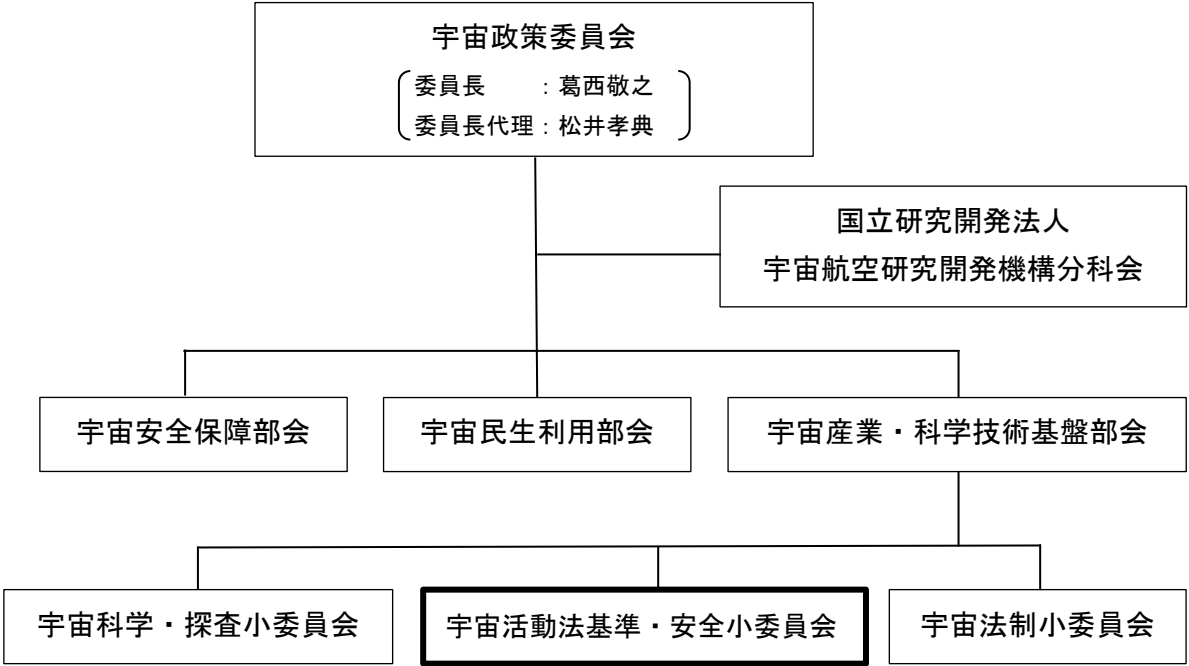 宇宙政策委員会
委員長　　：葛西敬之
委員長代理：松井孝典
国立研究開発法人
宇宙航空研究開発機構分科会
宇宙安全保障部会
宇宙民生利用部会
宇宙産業・科学技術基盤部会
宇宙科学・探査小委員会
宇宙活動法基準・安全小委員会
宇宙法制小委員会